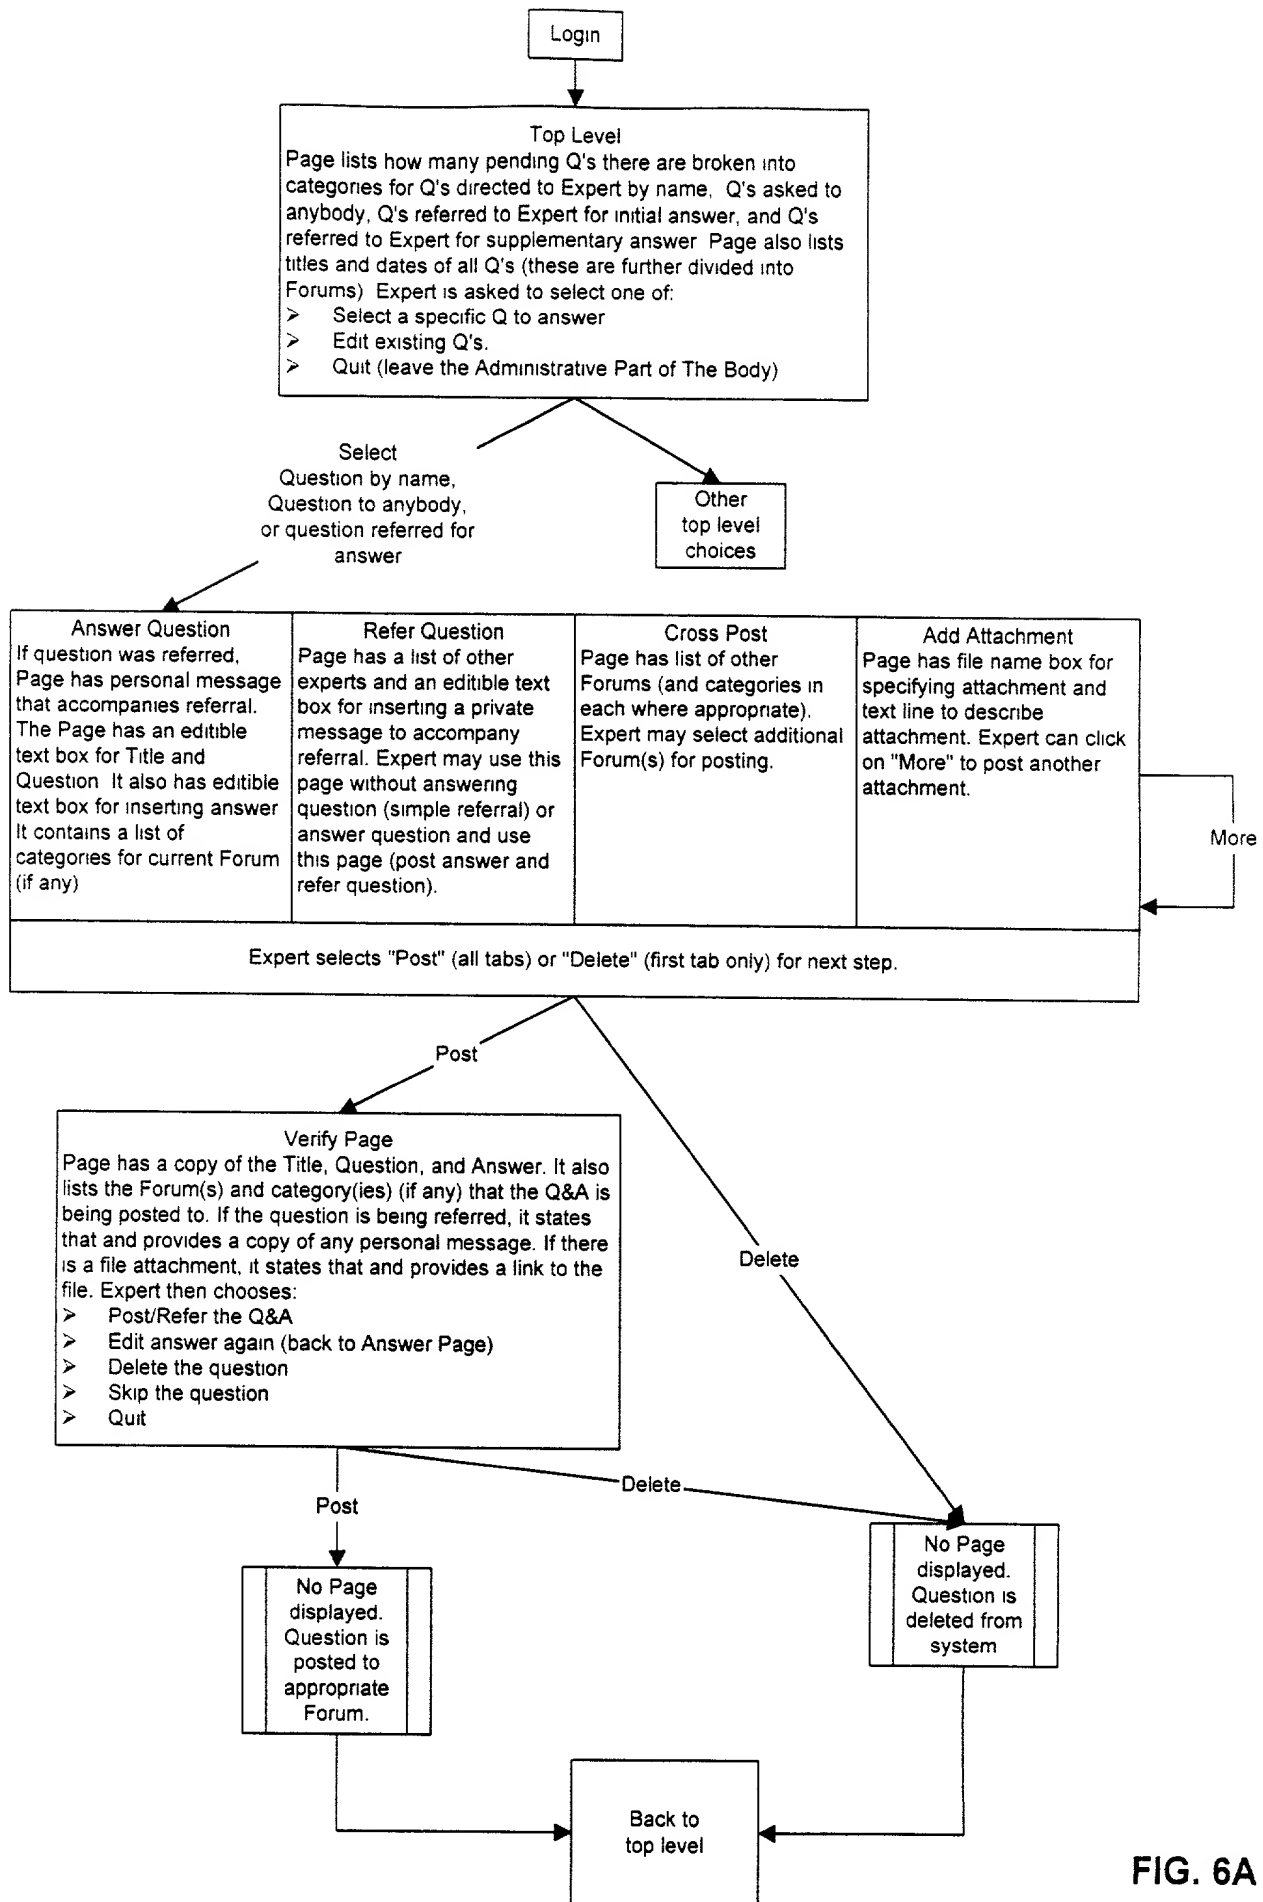 Login
Top Level
Page lists how many pending Q's there are broken into
categories for Q's directed to Expert by name, Q's asked to
anybody, Q's referred to Expert for initial answer, and Q's
referred to Expert for supplementary answer Page also lists
titles and dates of all Q's (these are further divided into
Forums) Expert is asked to select one of:
➢ Select a specific Q to answer
➢ Edit existing Q's.
➢ Quit (leave the Administrative Part of The Body)
Select
Question by name,
Question to anybody,
or question referred for
answer
Other
top level
choices
Answer Question
If question was referred,
Page has personal message
that accompanies referral.
The Page has an editible
text box for Title and
Question It also has editible
text box for inserting answer
It contains a list of
categories for current Forum
(if any)
Refer Question
Page has a list of other
experts and an editible text
box for inserting a private
message to accompany
referral. Expert may use this
page without answering
question (simple referral) or
answer question and use
this page (post answer and
refer question).
Cross Post
Page has list of other
Forums (and categories in
each where appropriate).
Expert may select additional
Forum(s) for posting.
Add Attachment
Page has file name box for
specifying attachment and
text line to describe
attachment. Expert can click
on "More" to post another
attachment.
More
Expert selects "Post" (all tabs) or "Delete" (first tab only) for next step.
Post
Delete
Verify Page
Page has a copy of the Title, Question, and Answer. It also
lists the Forum(s) and category(ies) (if any) that the Q&A is
being posted to. If the question is being referred, it states
that and provides a copy of any personal message. If there
is a file attachment, it states that and provides a link to the
file. Expert then chooses:
➢ Post/Refer the Q&A
➢ Edit answer again (back to Answer Page)
➢ Delete the question
➢ Skip the question
➢ Quit
Delete
Post
No Page
displayed.
Question is
posted to
appropriate
Forum.
No Page
displayed.
Question is
deleted from
system
Back to
top level
FIG. 6A